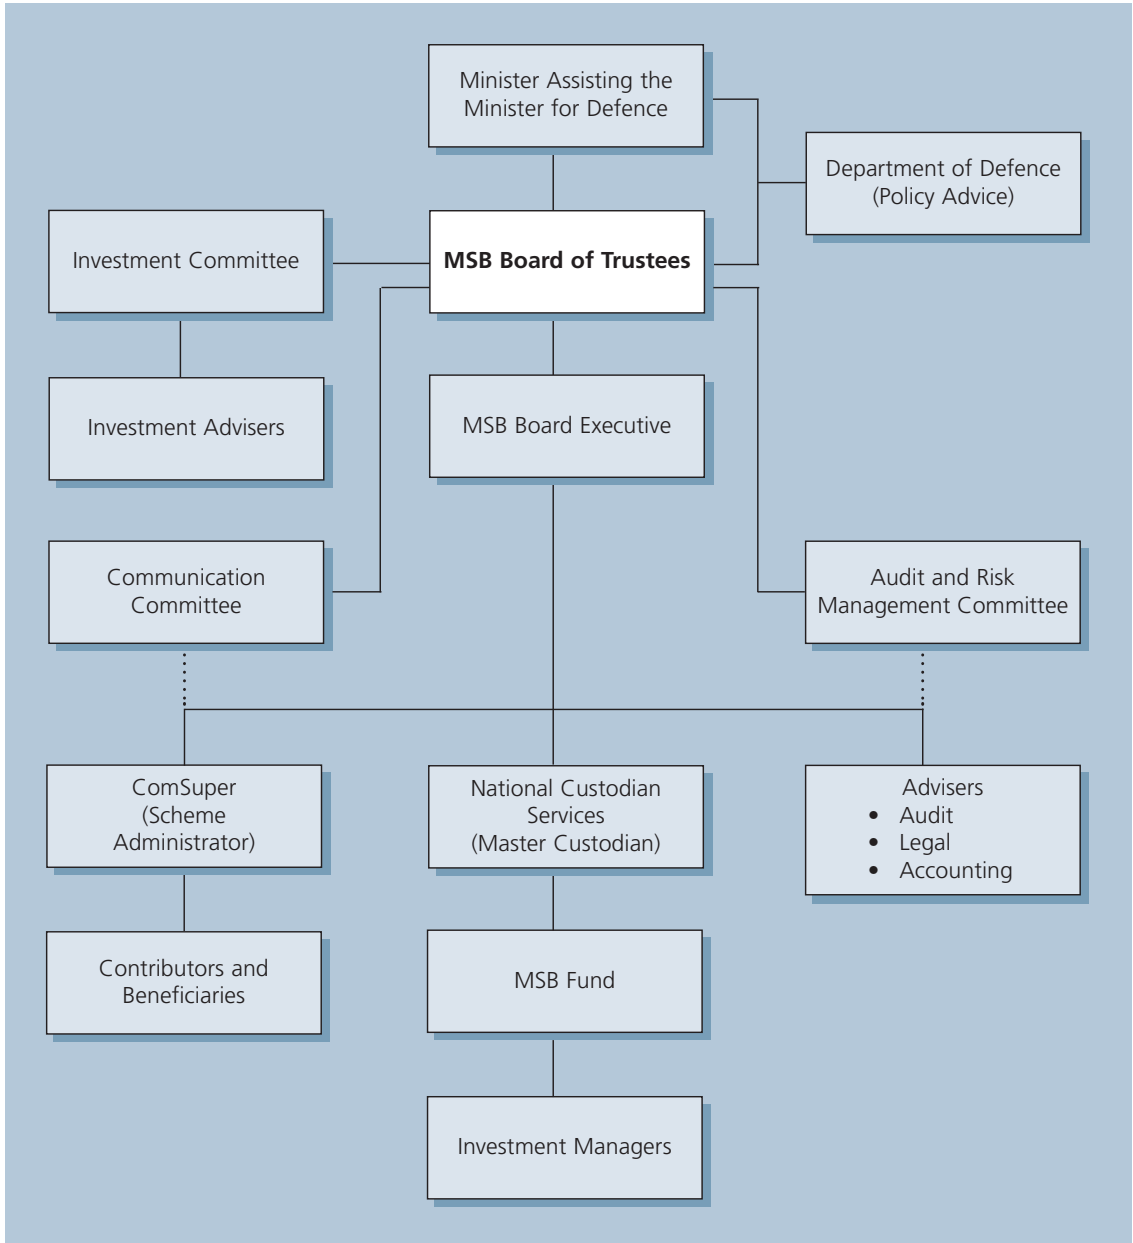 Minister Assisting the
Minister for Defence
Department of Defence
(Policy Advice)
Investment Committee
MSB Board of Trustees
Investment Advisers
MSB Board Executive
Communication
Committee
Audit and Risk
Management Committee
ComSuper
(Scheme
Administrator)
National Custodian
Services
(Master Custodian)
Advisers
• Audit
• Legal
• Accounting
Contributors and
Beneficiaries
MSB Fund
Investment Managers